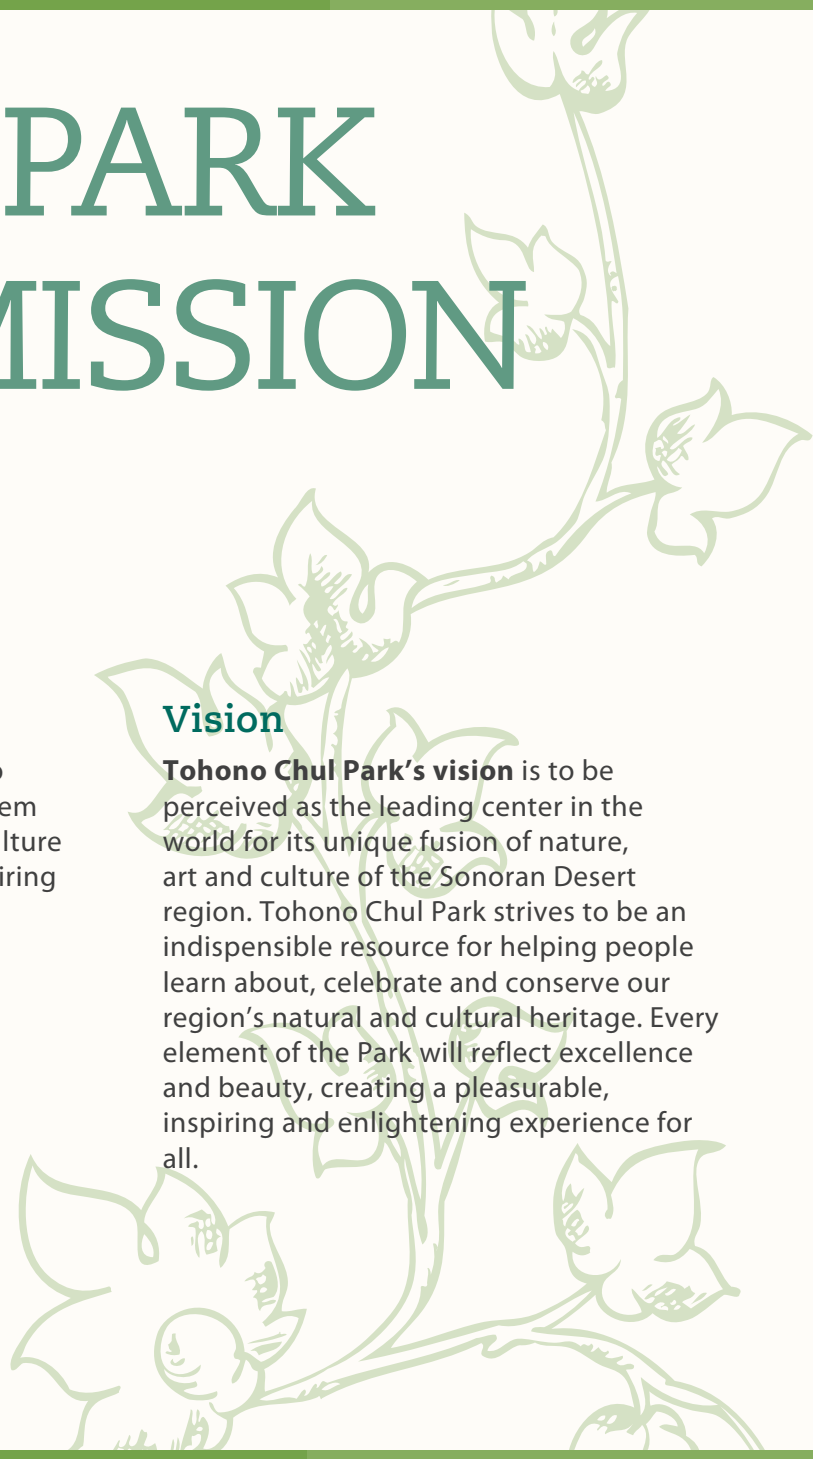 PARK
MISSION
Vision
Tohono Chul Park’s vision is to be
perceived as the leading center in the
world for its unique fusion of nature,
art and culture of the Sonoran Desert
region. Tohono Chul Park strives to be an
indispensible resource for helping people
learn about, celebrate and conserve our
region’s natural and cultural heritage. Every
element of the Park will reflect excellence
and beauty, creating a pleasurable,
inspiring and enlightening experience for
all.